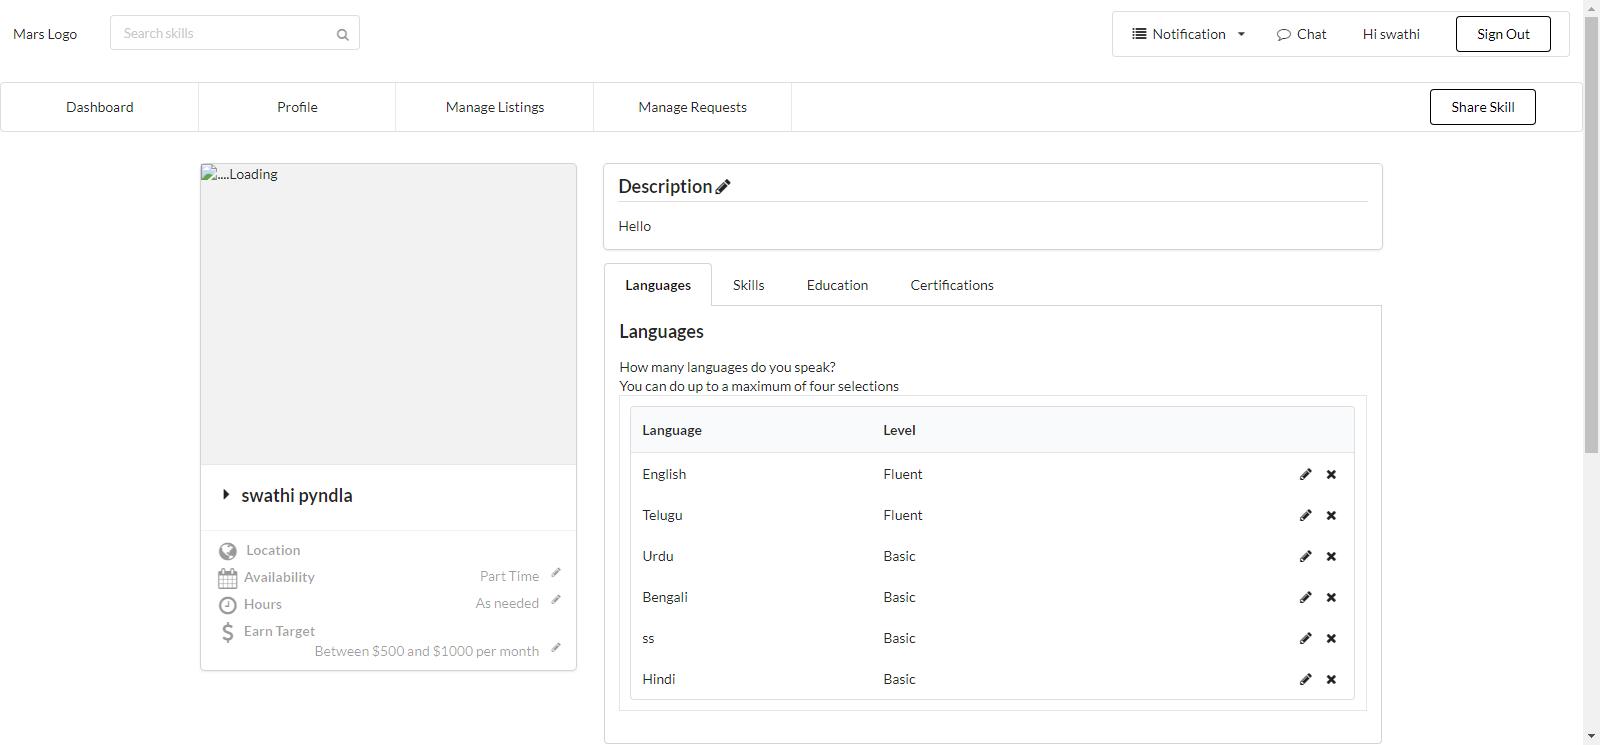 Mars Logo
Search skills
Notification
Chat
Hi swathi
Sign Out
Dashboard
Profile
Manage Listings
Manage Requests
Share Skill
....Loading
swathi pyndla
Location
Availability Part Time
Hours As needed
Earn Target
Between $500 and $1000 per month
Description
Hello
Languages Skills Education Certifications
Languages
How many languages do you speak?
You can do up to a maximum of four selections
Language Level
English Fluent
Telugu Fluent
Urdu Basic
Bengali Basic
ss Basic
Hindi Basic